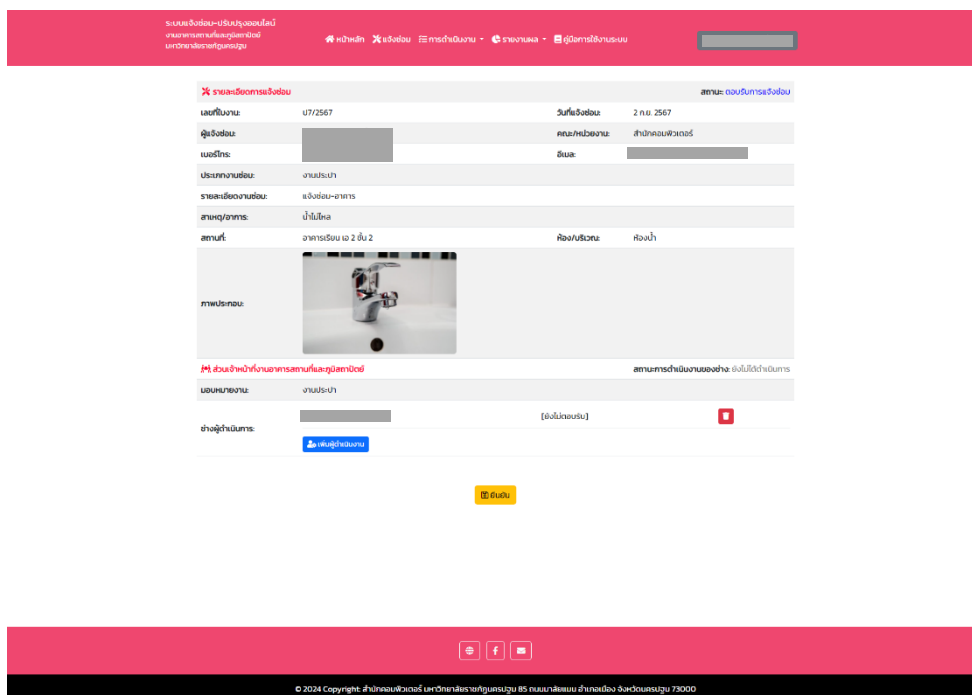 ระบบแจ้งซ่อม-ปรับปรุงออนไลน์
งานอาคารสถานที่และภูมิสถาปัตย์
มหาวิทยาลัยราชภัฏนครปฐม
หน้าหลัก แจ้งซ่อม การดำเนินงาน รายงานผล คู่มือการใช้งานระบบ
รายละเอียดการแจ้งซ่อม สถานะ: ตอบรับการแจ้งซ่อม
เลขที่ใบงาน: ป7/2567 วันที่แจ้งซ่อม: 2 ก.ย. 2567
ผู้แจ้งซ่อม: คณะ/หน่วยงาน: สำนักคอมพิวเตอร์
เบอร์โทร: อีเมล:
ประเภทงานซ่อม: งานประปา
รายละเอียดงานซ่อม: แจ้งซ่อม-อาคาร
สาเหตุ/อาการ: น้ำไม่ไหล
สถานที่: อาคารเรียน เอ 2 ชั้น 2 ห้อง/บริเวณ: ห้องน้ำ
ภาพประกอบ:
ส่วนเจ้าหน้าที่งานอาคารสถานที่และภูมิสถาปัตย์ สถานะการดำเนินงานของช่าง: ยังไม่ได้ดำเนินการ
มอบหมายงาน: งานประปา
ช่างผู้ดำเนินการ: [ยังไม่ตอบรับ]
เพิ่มผู้ดำเนินงาน
ยืนยัน
© 2024 Copyright: สำนักคอมพิวเตอร์ มหาวิทยาลัยราชภัฏนครปฐม 85 ถนนมาลัยแมน อำเภอเมือง จังหวัดนครปฐม 73000